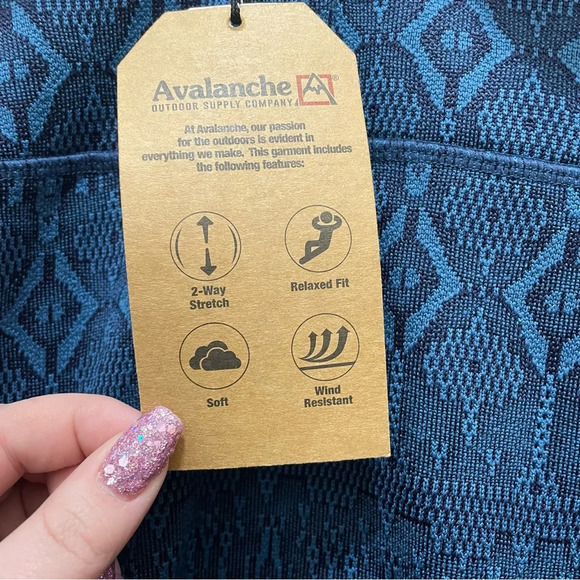 Avalanche®
OUTDOOR SUPPLY COMPANY
At Avalanche, our passion
for the outdoors is evident in
everything we make. This garment includes
the following features:
2-Way
Stretch
Relaxed Fit
Soft
Wind
Resistant